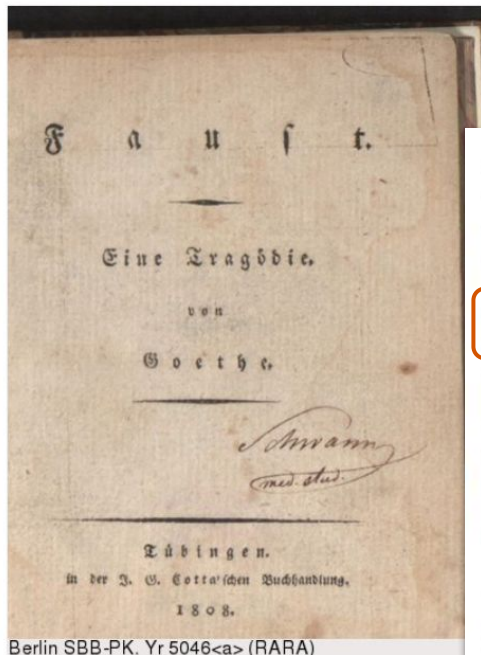 Fauſt.
Eine Tragödie.
von
Goethe.
Schwann
med. stud.
Tübingen.
in der J. G. Cotta'ſchen Buchhandlung.
1808.
Berlin SBB-PK. Yr 5046<a> (RARA)